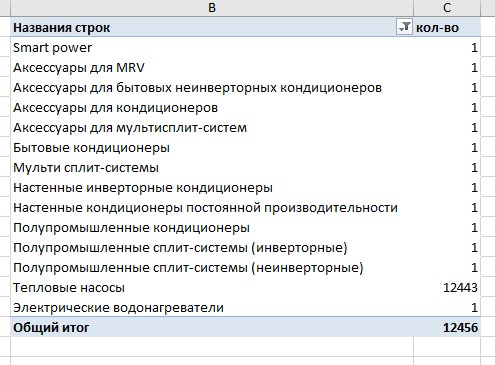 B C
Названия строк кол-во
Smart power 1
Аксессуары для MRV 1
Аксессуары для бытовых неинверторных кондиционеров 1
Аксессуары для кондиционеров 1
Аксессуары для мультисплит-систем 1
Бытовые кондиционеры 1
Мульти сплит-системы 1
Настенные инверторные кондиционеры 1
Настенные кондиционеры постоянной производительности 1
Полупромышленные кондиционеры 1
Полупромышленные сплит-системы (инверторные) 1
Полупромышленные сплит-системы (неинверторные) 1
Тепловые насосы 12443
Электрические водонагреватели 1
Общий итог 12456